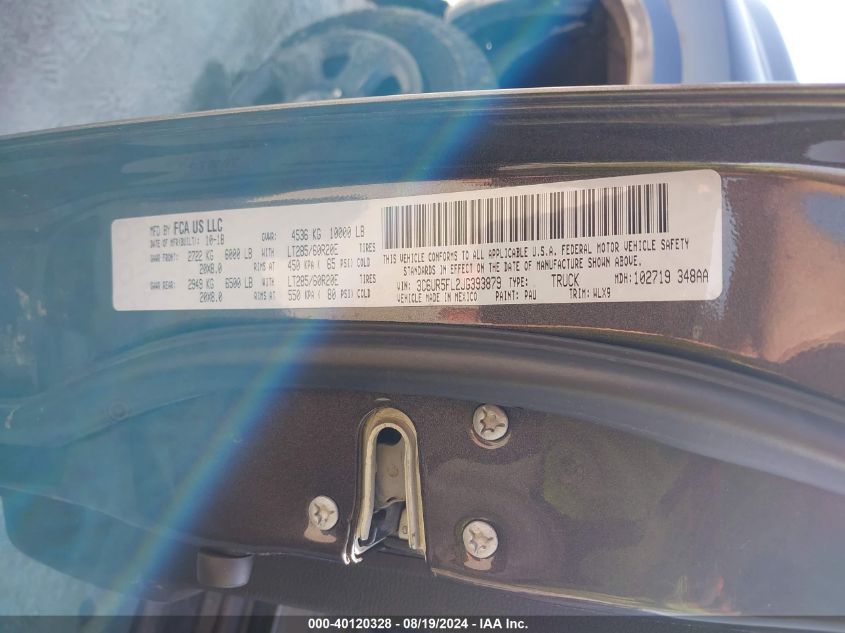 MFD BY FCA US LLC
DATE OF MFR(BUILT): 10-18 GVWR: 4536 KG 10000 LB
GAWR FRONT: 2722 KG 6000 LB WITH LT285/60R20E TIRES
20X8.0 RIMS AT 450 KPA ( 65 PSI) COLD
GAWR REAR: 2949 KG 6500 LB WITH LT285/60R20E TIRES
20X8.0 RIMS AT 550 KPA ( 80 PSI) COLD
THIS VEHICLE CONFORMS TO ALL APPLICABLE U.S.A. FEDERAL MOTOR VEHICLE SAFETY
STANDARDS IN EFFECT ON THE DATE OF MANUFACTURE SHOWN ABOVE.
VIN: 3C6UR5FL2JG393879 TYPE: TRUCK MDH: 102719 348AA
VEHICLE MADE IN MEXICO PAINT: PAU TRIM: WLX9
000-40120328 - 08/19/2024 - IAA Inc.